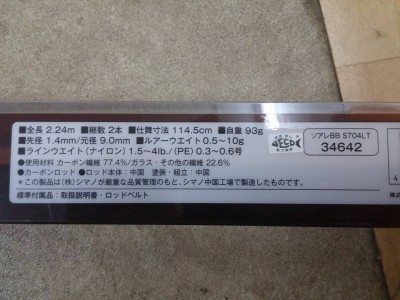 ■全長 2.24m ■継数 2本 ■仕舞寸法 114.5cm ■自重 93g
■先径 1.4mm/元径 9.0mm ■ルアーウエイト0.5~10g
■ラインウエイト(ナイロン) 1.5~4lb./(PE) 0.3~0.6号
●使用材料 カーボン繊維 77.4%/ガラス・その他の繊維 22.6%
●カーボンロッド ●ロッド本体:中国 塗装・組立:中国
*この製品は(株)シマノが厳重な品質管理のもと、シマノ中国工場で製造したものです。
標準付属品:取扱説明書・ロッドベルト
ECO
ソアレBB S704LT
34642
4
株式